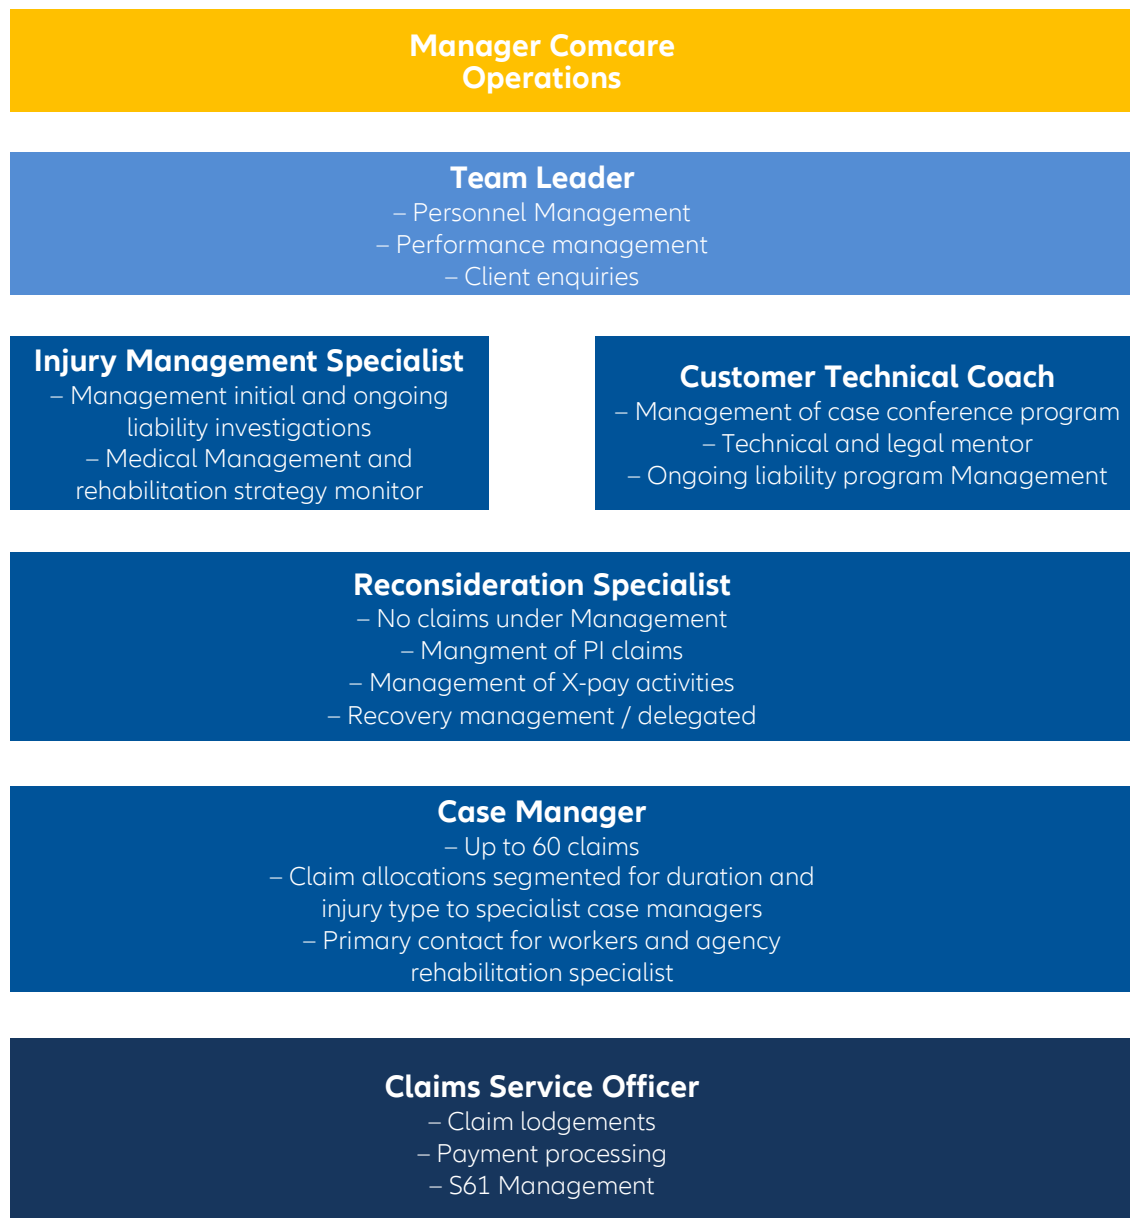 Manager Comcare
Operations
Team Leader
– Personnel Management
– Performance management
– Client enquiries
Injury Management Specialist
– Management initial and ongoing
liability investigations
– Medical Management and
rehabilitation strategy monitor
Customer Technical Coach
– Management of case conference program
– Technical and legal mentor
– Ongoing liability program Management
Reconsideration Specialist
– No claims under Management
– Mangment of PI claims
– Management of X-pay activities
– Recovery management / delegated
Case Manager
– Up to 60 claims
– Claim allocations segmented for duration and
injury type to specialist case managers
– Primary contact for workers and agency
rehabilitation specialist
Claims Service Officer
– Claim lodgements
– Payment processing
– S61 Management